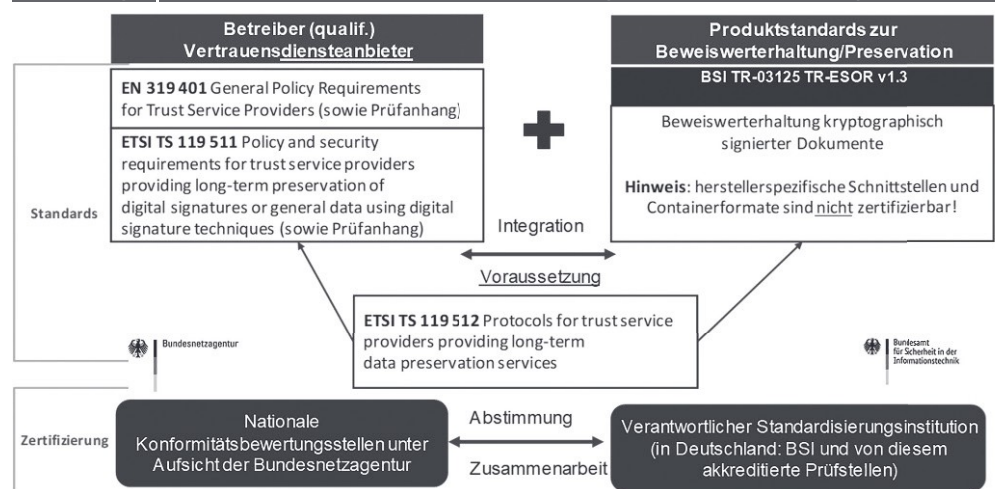 Betreiber (qualif.)
Vertrauensdiensteanbieter
EN 319 401 General Policy Requirements
for Trust Service Providers (sowie Prüfanhang)
ETSI TS 119 511 Policy and security
requirements for trust service providers
providing long-term preservation of
digital signatures or general data using digital
signature techniques (sowie Prüfanhang)
Produktstandards zur
Beweiswerterhaltung/Preservation
BSI TR-03125 TR-ESOR v1.3
Beweiswerterhaltung kryptographisch
signierter Dokumente
Hinweis: herstellerspezifische Schnittstellen und
Containerformate sind nicht zertifizierbar!
Standards
Integration
Voraussetzung
ETSI TS 119 512 Protocols for trust service
providers providing long-term
data preservation services
Bundesnetzagentur
Bundesamt
für Sicherheit in der
Informationstechnik
Zertifizierung
Nationale
Konformitätsbewertungsstellen unter
Aufsicht der Bundesnetzagentur
Abstimmung
Zusammenarbeit
Verantwortlicher Standardisierungsinstitution
(in Deutschland: BSI und von diesem
akkreditierte Prüfstellen)